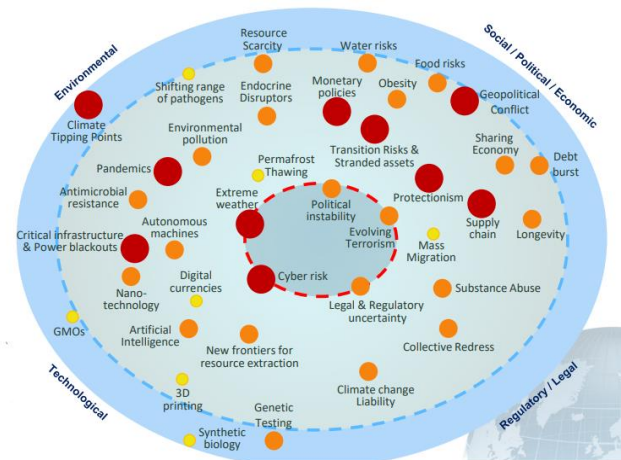 Environmental
Social / Political / Economic
Technological
Regulatory / Legal
Resource
Scarcity
Water risks
Food risks
Shifting range
of pathogens
Endocrine
Disruptors
Monetary
policies
Obesity
Geopolitical
Conflict
Climate
Tipping Points
Environmental
pollution
Transition Risks &
Stranded assets
Sharing
Economy
Debt
burst
Pandemics
Permafrost
Thawing
Protectionism
Antimicrobial
resistance
Extreme
weather
Political
instability
Supply
chain
Longevity
Critical infrastructure
& Power blackouts
Autonomous
machines
Evolving
Terrorism
Mass
Migration
Nano-
technology
Digital
currencies
Cyber risk
Legal & Regulatory
uncertainty
Substance Abuse
GMOs
Artificial
Intelligence
New frontiers for
resource extraction
Collective Redress
3D
printing
Climate change
Liability
Genetic
Testing
Synthetic
biology